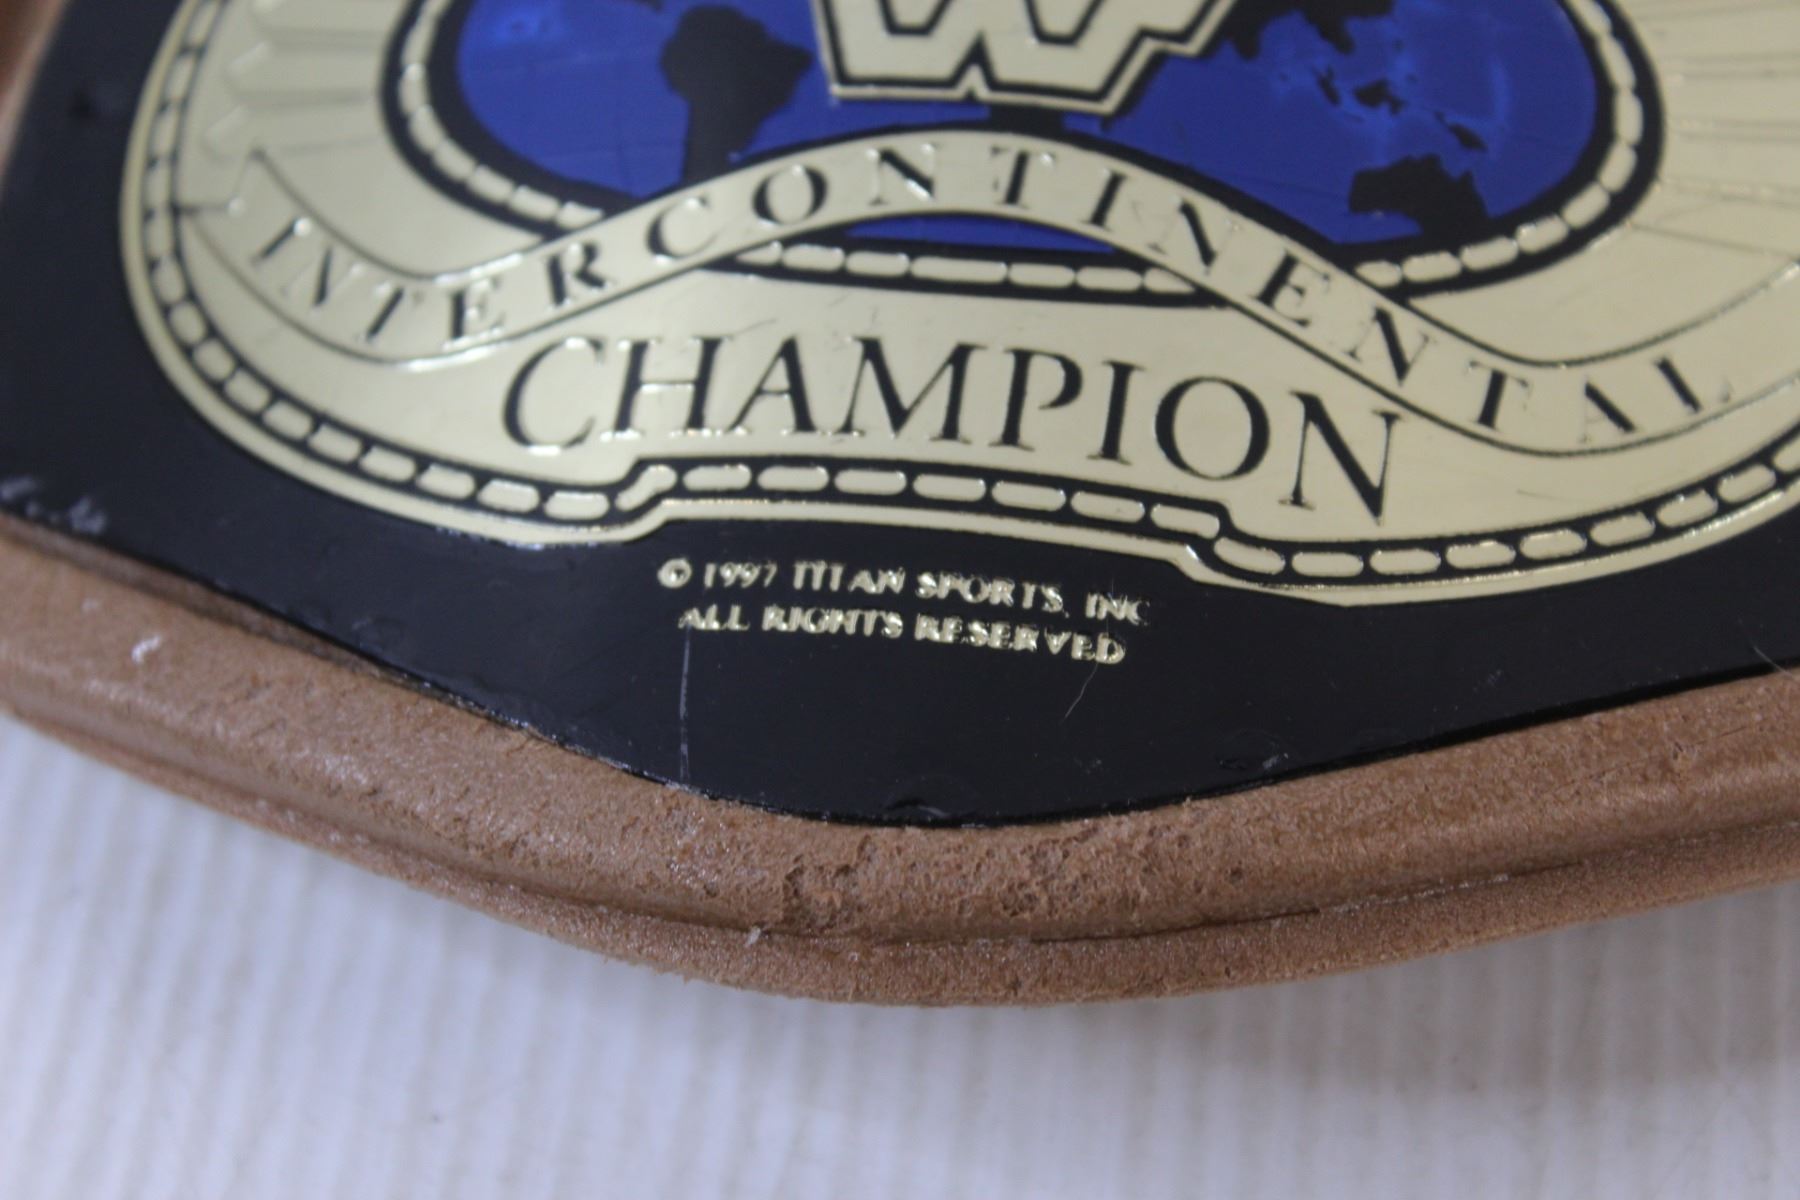 W
INTERCONTINENTAL
CHAMPION
© 1997 TITAN SPORTS, INC
ALL RIGHTS RESERVED